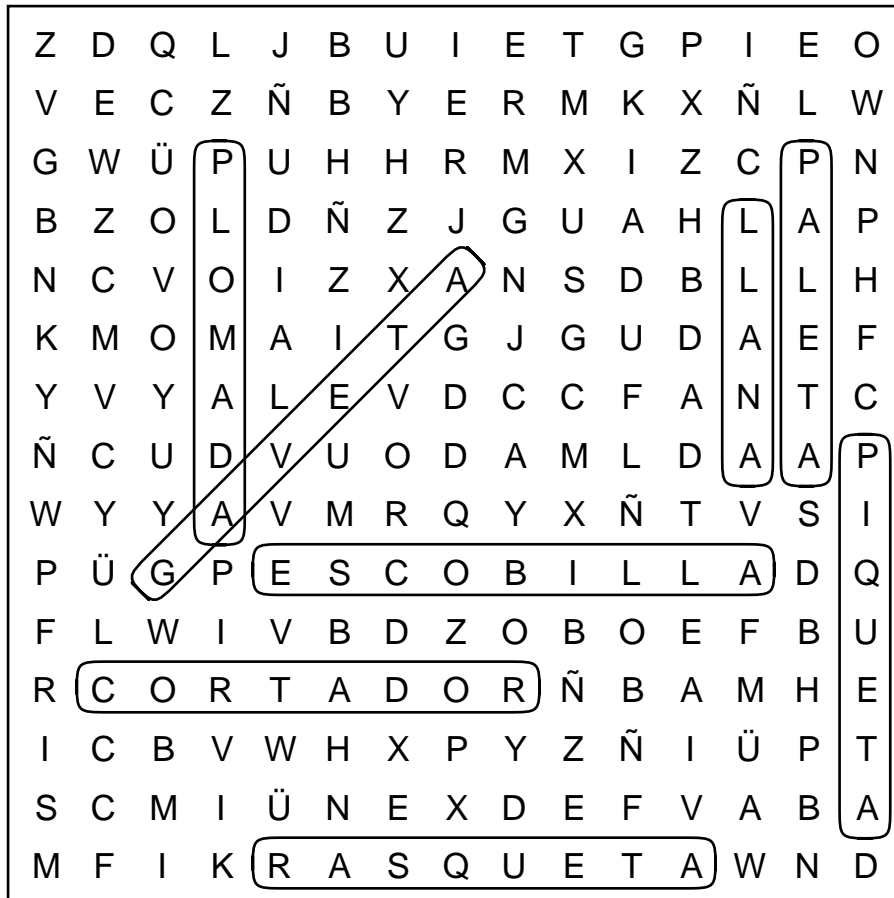 Z D Q L J B U I E T G P I E O
V E C Z Ñ B Y E R M K X Ñ L W
G W Ü P U H H R M X I Z C P N
B Z O L D Ñ Z J G U A H L A P
N C V O I Z X A N S D B L L H
K M O M A I T G J G U D A E F
Y V Y A L E V D C C F A N T C
Ñ C U D V U O D A M L D A A P
W Y Y A V M R Q Y X Ñ T V S I
P Ü G P E S C O B I L L A D Q
F L W I V B D Z O B O E F B U
R C O R T A D O R Ñ B A M H E
I C B V W H X P Y Z Ñ I Ü P T
S C M I Ü N E X D E F V A B A
M F I K R A S Q U E T A W N D